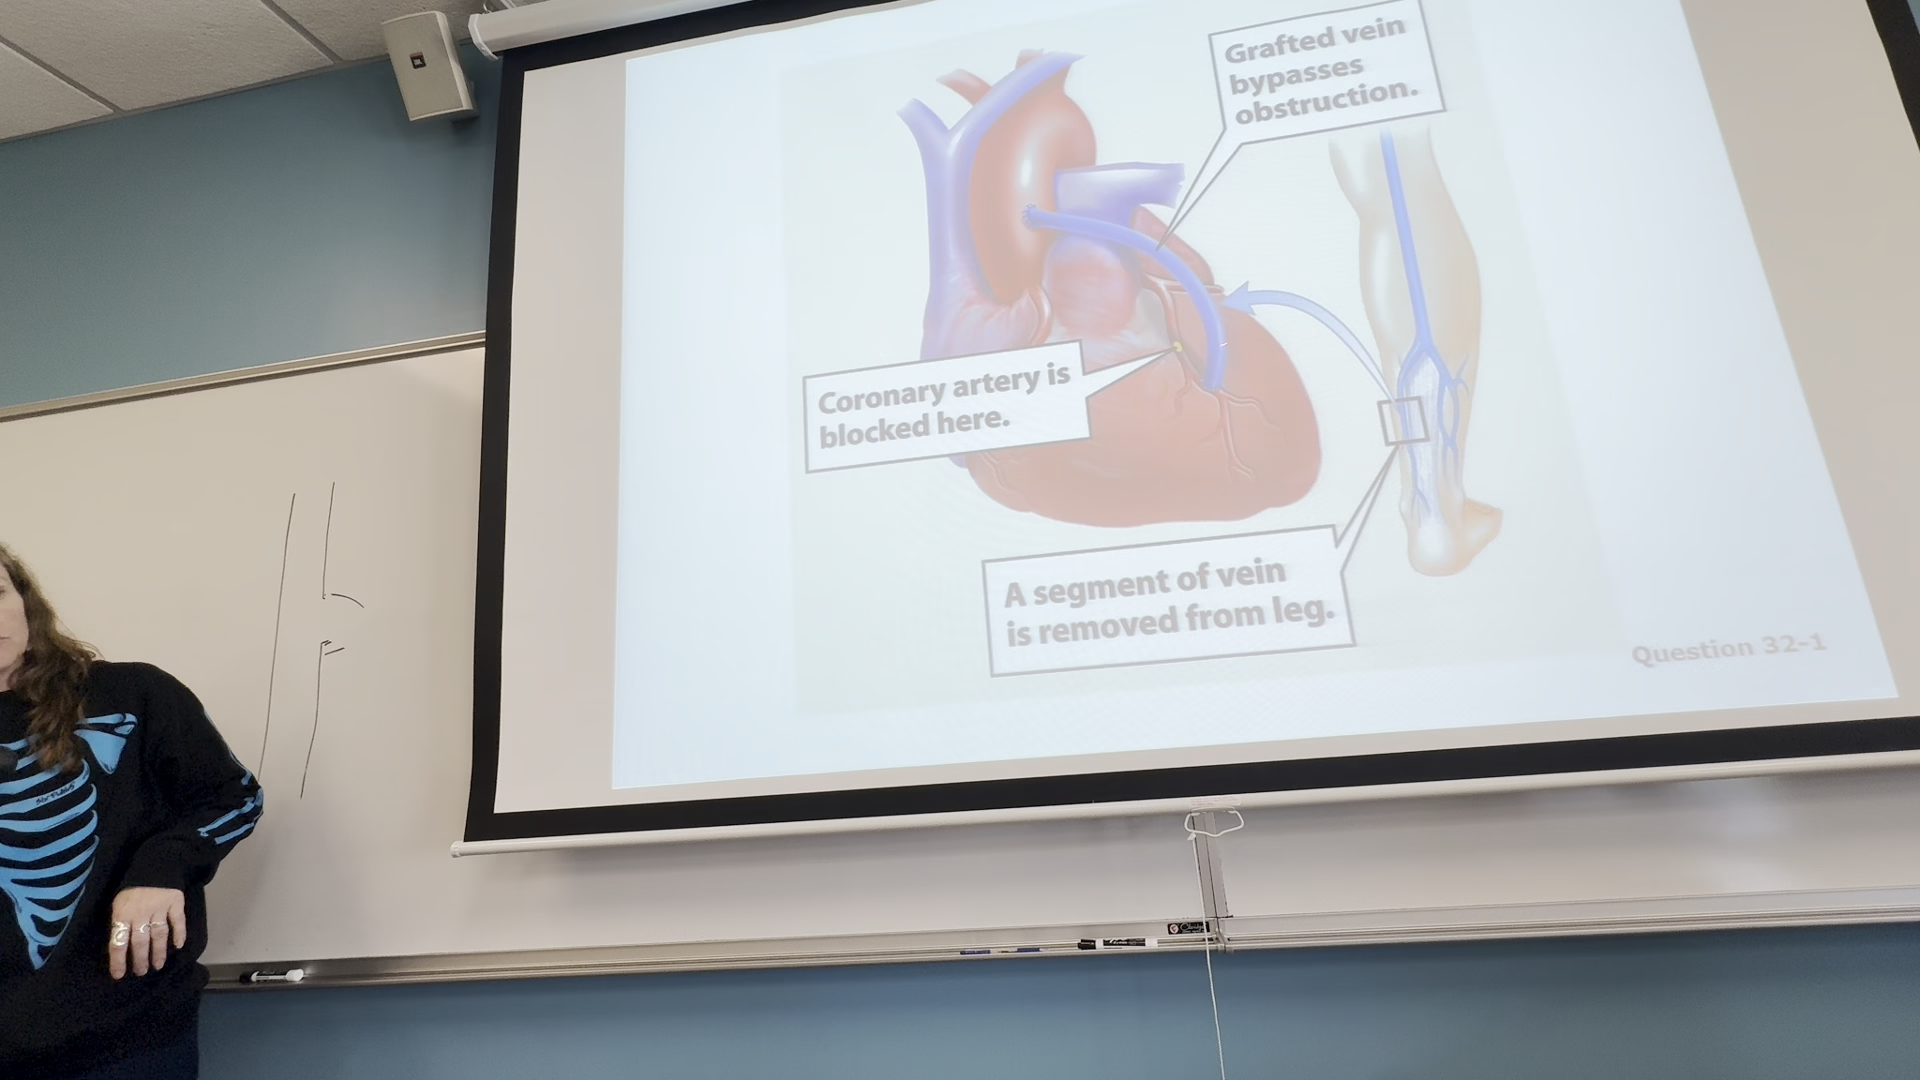 Grafted vein
bypasses
obstruction.
Coronary artery is
blocked here.
A segment of vein
is removed from leg.
Question 32-1